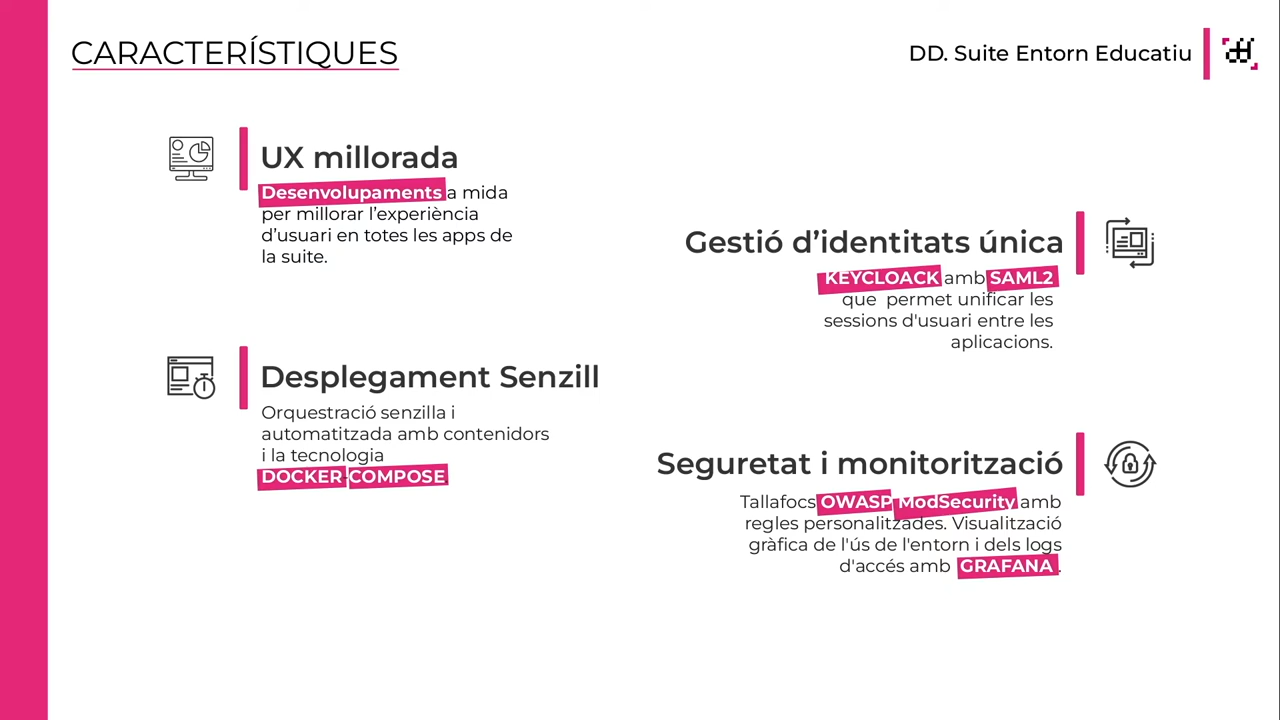 CARACTERÍSTIQUES
DD. Suite Entorn Educatiu
UX millorada
Desenvolupaments a mida
per millorar l’experiència
d’usuari en totes les apps de
la suite.
Gestió d’identitats única
KEYCLOACK amb SAML2
que permet unificar les
sessions d'usuari entre les
aplicacions.
Desplegament Senzill
Orquestració senzilla i
automatitzada amb contenidors
i la tecnologia
DOCKER-COMPOSE
Seguretat i monitorització
Tallafocs OWASP ModSecurity amb
regles personalitzades. Visualització
gràfica de l'ús de l'entorn i dels logs
d'accés amb GRAFANA.